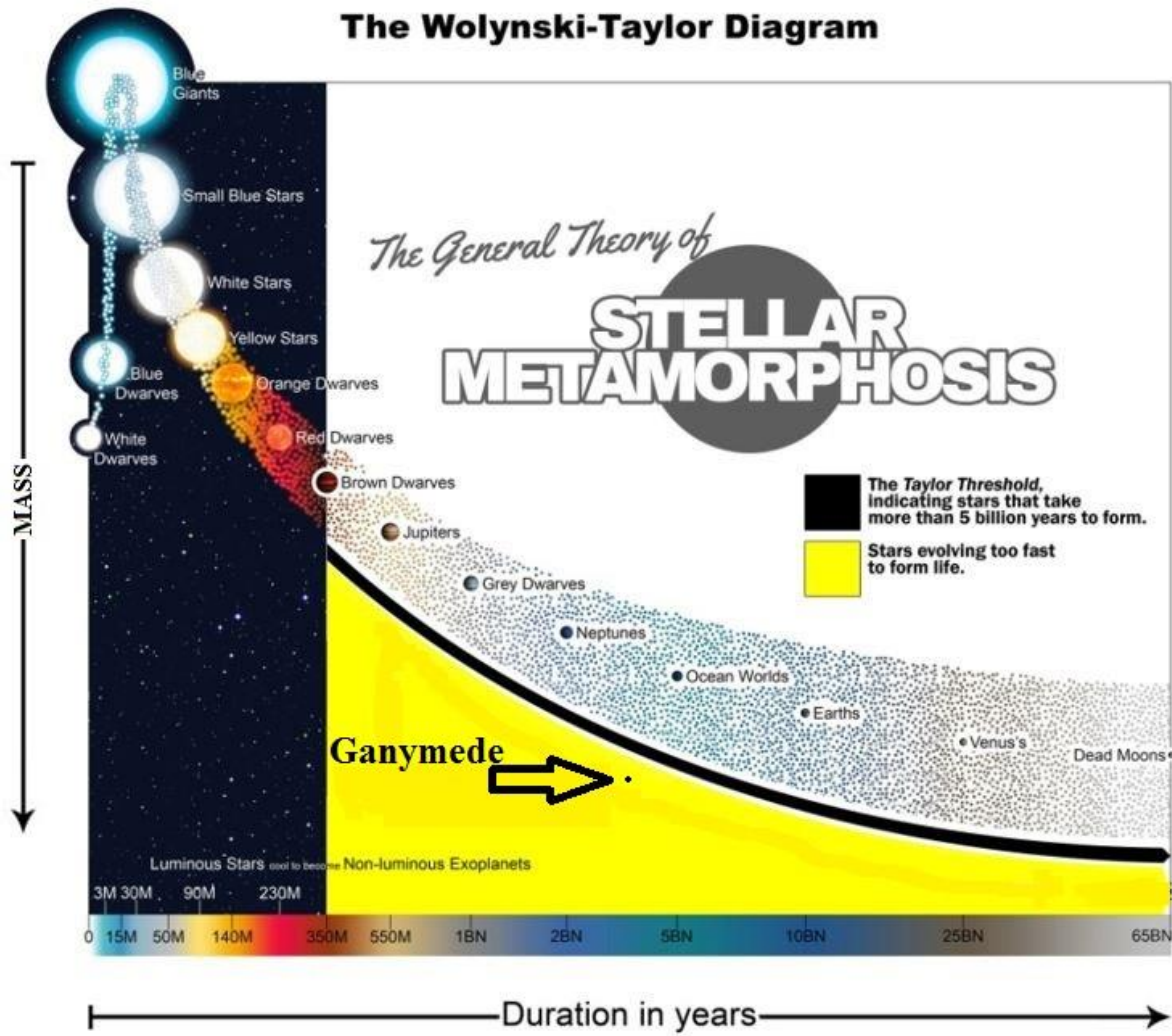 The Wolynski-Taylor Diagram
Blue
Giants
Small Blue Stars
The General Theory of
White Stars
STELLAR
METAMORPHOSIS
Yellow Stars
Blue
Dwarves
Orange Dwarves
White
Dwarves
Red Dwarves
MASS
Brown Dwarves
The Taylor Threshold,
indicating stars that take
more than 5 billion years to form.
Jupiters
Stars evolving too fast
to form life.
Grey Dwarves
Neptunes
Ocean Worlds
Earths
Venus's
Dead Moons
Ganymede
Luminous Stars cool to become Non-luminous Exoplanets
3M 30M 90M 230M
0 15M 50M 140M 350M 550M 1BN 2BN 5BN 10BN 25BN 65BN
Duration in years